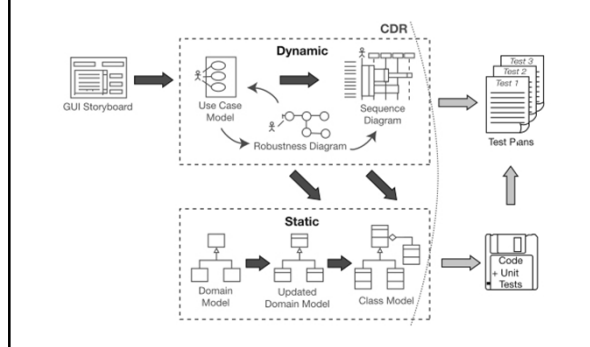 CDR
Dynamic
GUI Storyboard
Use Case
Model
Sequence
Diagram
Robustness Diagram
Test 3
Test 2
Test 1
Test Plans
Static
Domain
Model
Updated
Domain Model
Class Model
Code
+ Unit
Tests